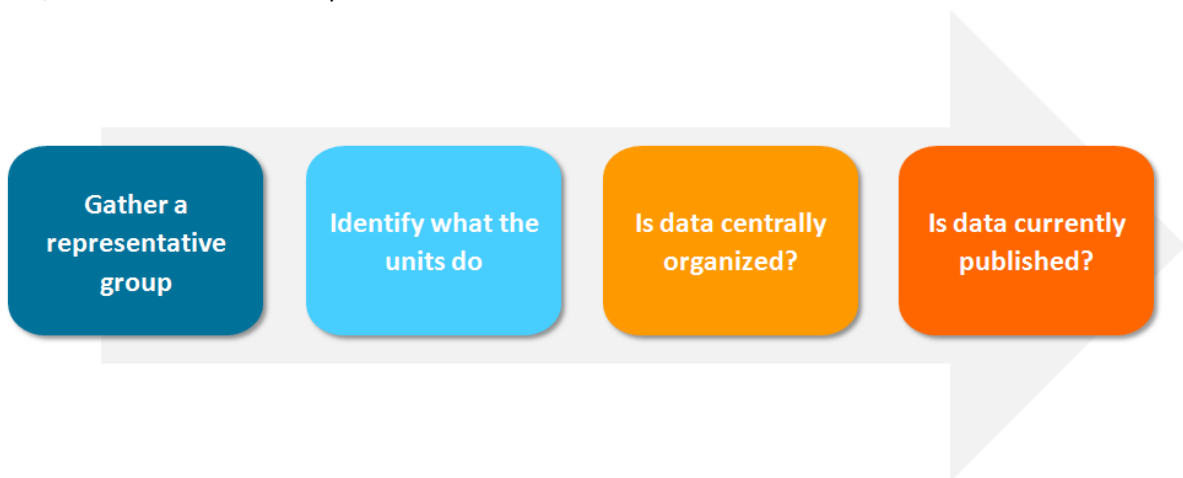 Gather a
representative
group
Identify what the
units do
Is data centrally
organized?
Is data currently
published?